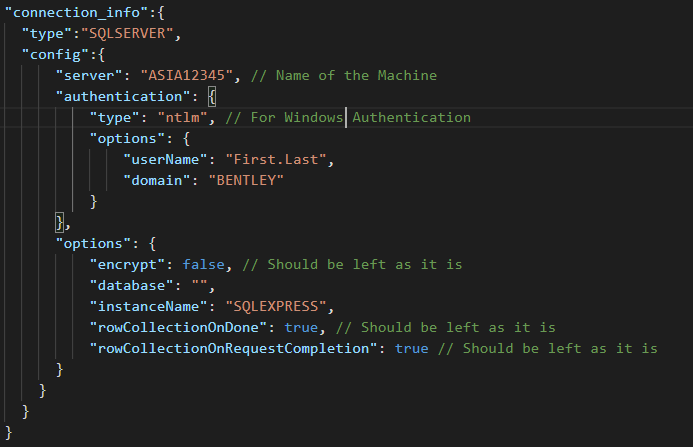 "connection_info":{
"type":"SQLSERVER",
"config":{
"server": "ASIA12345", // Name of the Machine
"authentication": {
"type": "ntlm", // For Windows Authentication
"options": {
"userName": "First.Last",
"domain": "BENTLEY"
}
},
"options": {
"encrypt": false, // Should be left as it is
"database": "",
"instanceName": "SQLEXPRESS",
"rowCollectionOnDone": true, // Should be left as it is
"rowCollectionOnRequestCompletion": true // Should be left as it is
}
}
}
}